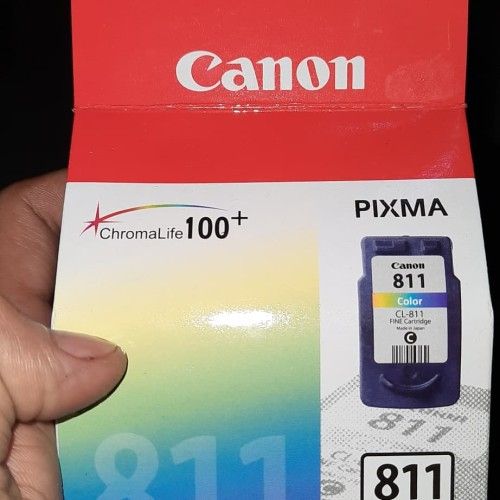 Canon
ChromaLife100+
PIXMA
Canon
811
Color
CL-811
FINE Cartridge
Made in Japan
C
811
811
811